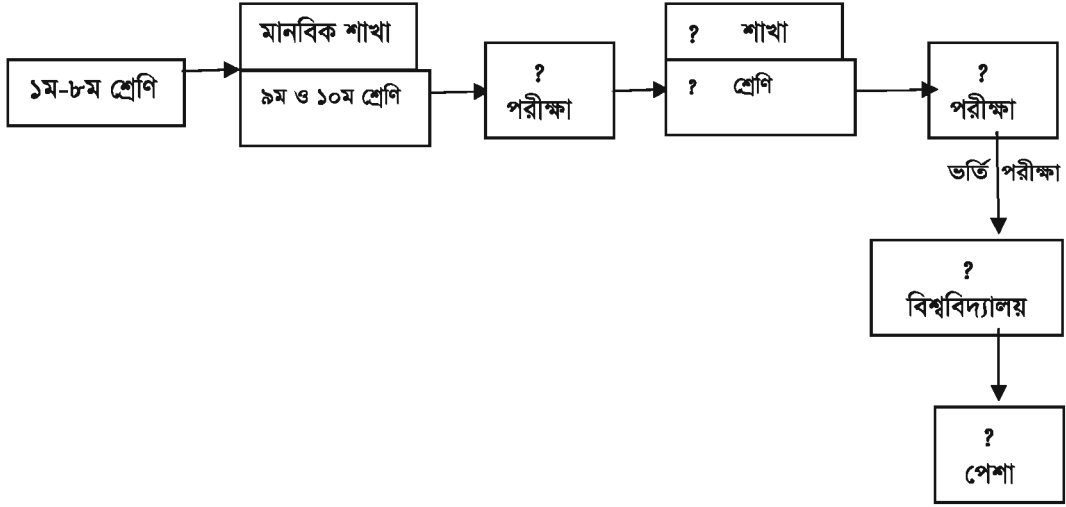 ১ম-৮ম শ্রেণি
মানবিক শাখা
৯ম ও ১০ম শ্রেণি
?
পরীক্ষা
? শাখা
? শ্রেণি
?
পরীক্ষা
ভর্তি পরীক্ষা
?
বিশ্ববিদ্যালয়
?
পেশা